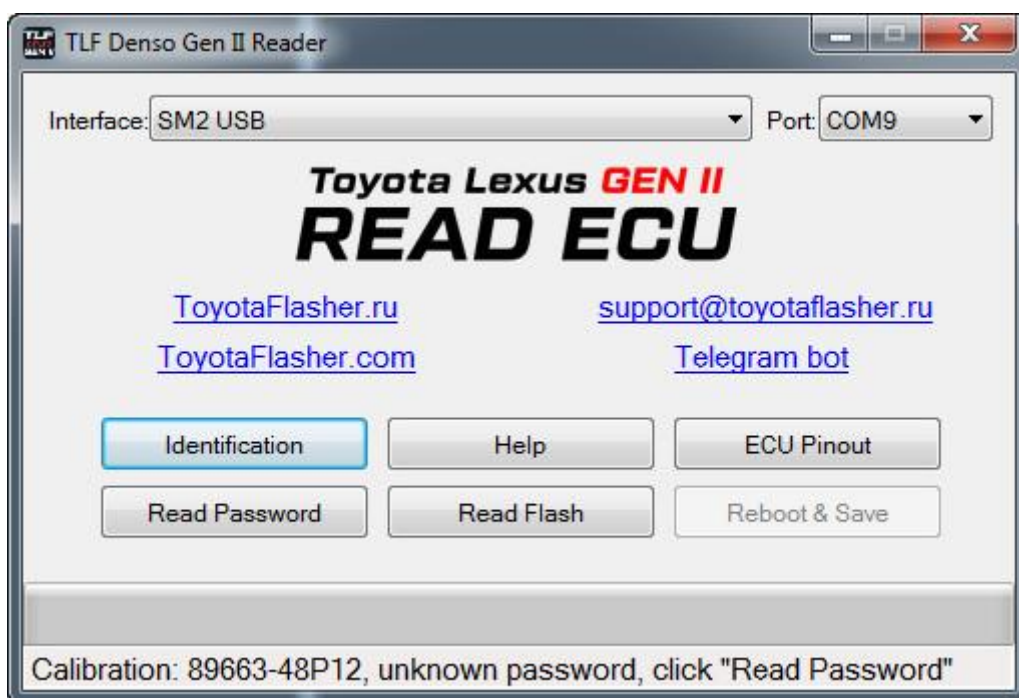 TLF Denso Gen II Reader
Interface: SM2 USB Port: COM9
Toyota Lexus GEN II
READ ECU
ToyotaFlasher.ru support@toyotaflasher.ru
ToyotaFlasher.com Telegram bot
Identification Help ECU Pinout
Read Password Read Flash Reboot & Save
Calibration: 89663-48P12, unknown password, click "Read Password"